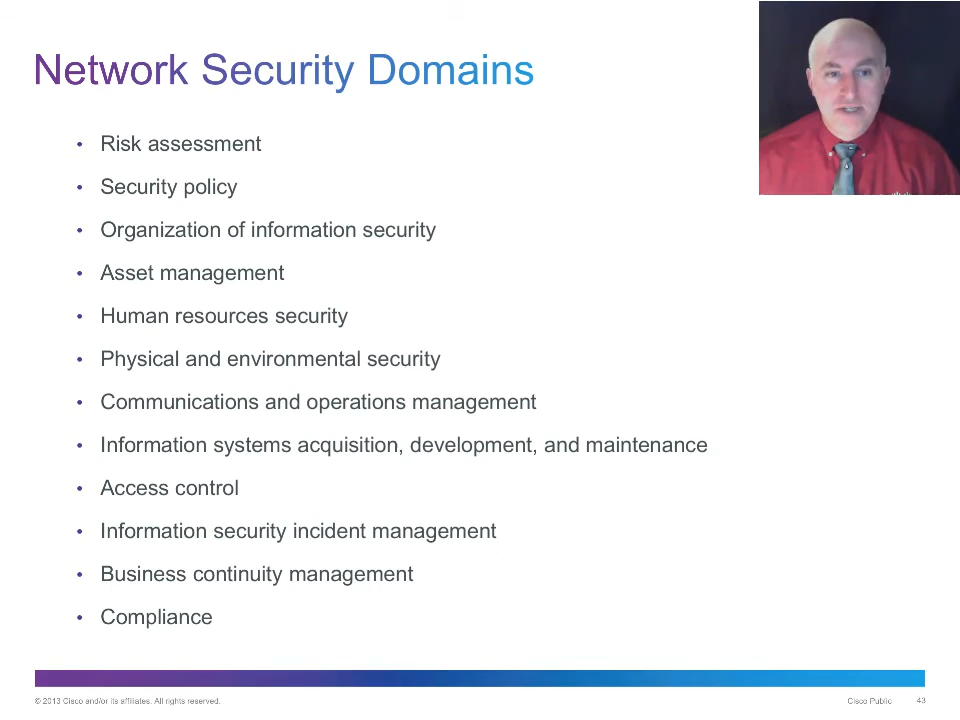 Network Security Domains
• Risk assessment
• Security policy
• Organization of information security
• Asset management
• Human resources security
• Physical and environmental security
• Communications and operations management
• Information systems acquisition, development, and maintenance
• Access control
• Information security incident management
• Business continuity management
• Compliance
© 2013 Cisco and/or its affiliates. All rights reserved. Cisco Public 43